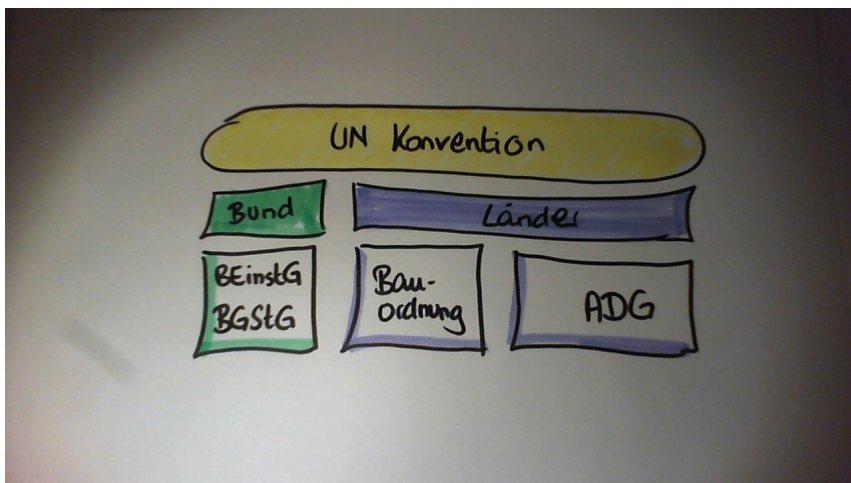 UN Konvention
Bund
Länder
BEinstG
BGStG
Bau-
ordnung
ADG